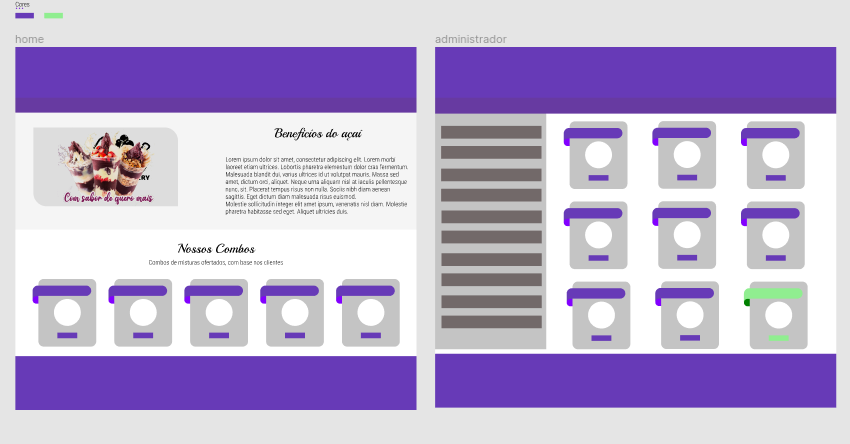 Cores
home
administrador
Beneficios do açaí
Lorem ipsum dolor sit amet, consectetur adipiscing elit. Lorem morbi
laoreet etiam ultrices. Lobortis pharetra elementum dolor cras fermentum.
Malesuada blandit dui, varius ultrices id ut volutpat mauris. Massa sed
amet, dictum orci, aliquet. Neque urna aliquam nisl at iaculis pellentesque
nunc, sit. Placerat tempus risus non nulla. Sociis nibh diam aenean
sagittis. Eget dictum diam malesuada risus euismod.
Molestie sollicitudin integer elit amet ipsum, venenatis nisl diam. Molestie
pharetra habitasse sed eget. Aliquet ultricies duis.
RY
Com sabor de quero mais
Nossos Combos
Combos de misturas ofertados, com base nos clientes